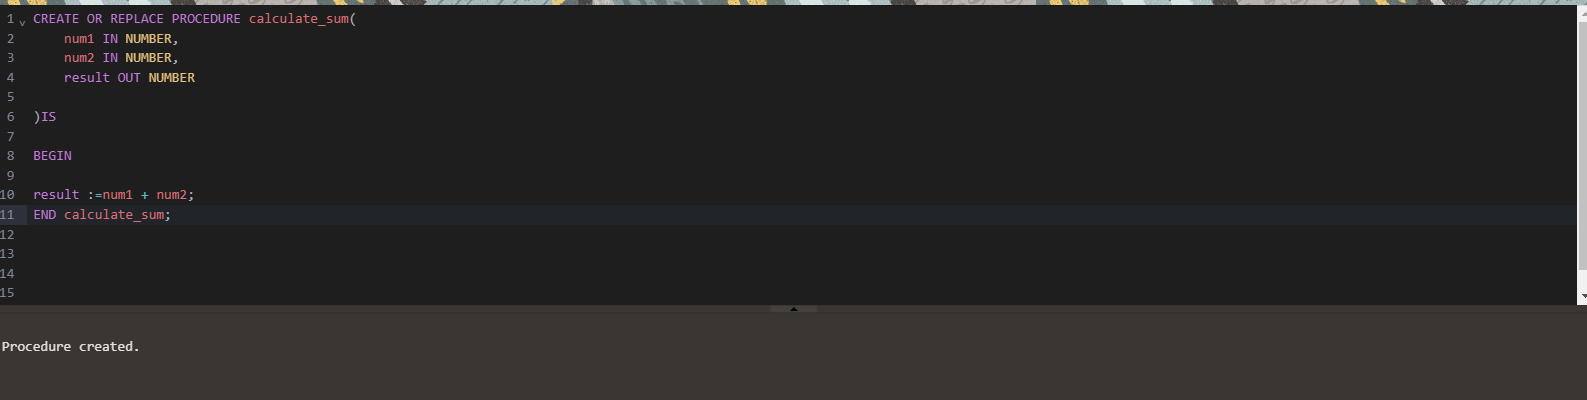 1 CREATE OR REPLACE PROCEDURE calculate_sum(
2 num1 IN NUMBER,
3 num2 IN NUMBER,
4 result OUT NUMBER
5
6 )IS
7
8 BEGIN
9
10 result :=num1 + num2;
11 END calculate_sum;
12
13
14
15
Procedure created.